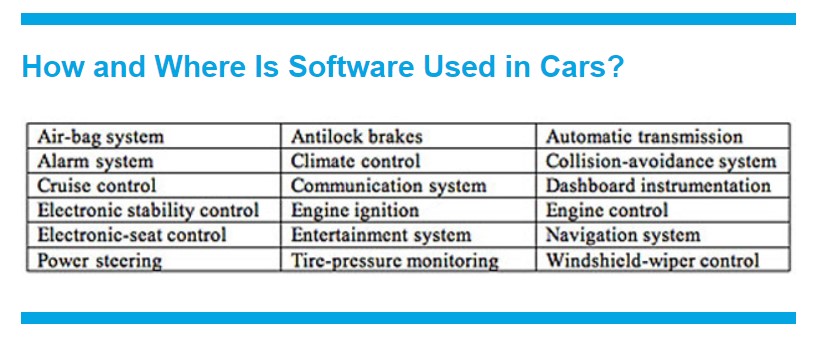 How and Where Is Software Used in Cars?
Air-bag system Antilock brakes Automatic transmission
Alarm system Climate control Collision-avoidance system
Cruise control Communication system Dashboard instrumentation
Electronic stability control Engine ignition Engine control
Electronic-seat control Entertainment system Navigation system
Power steering Tire-pressure monitoring Windshield-wiper control